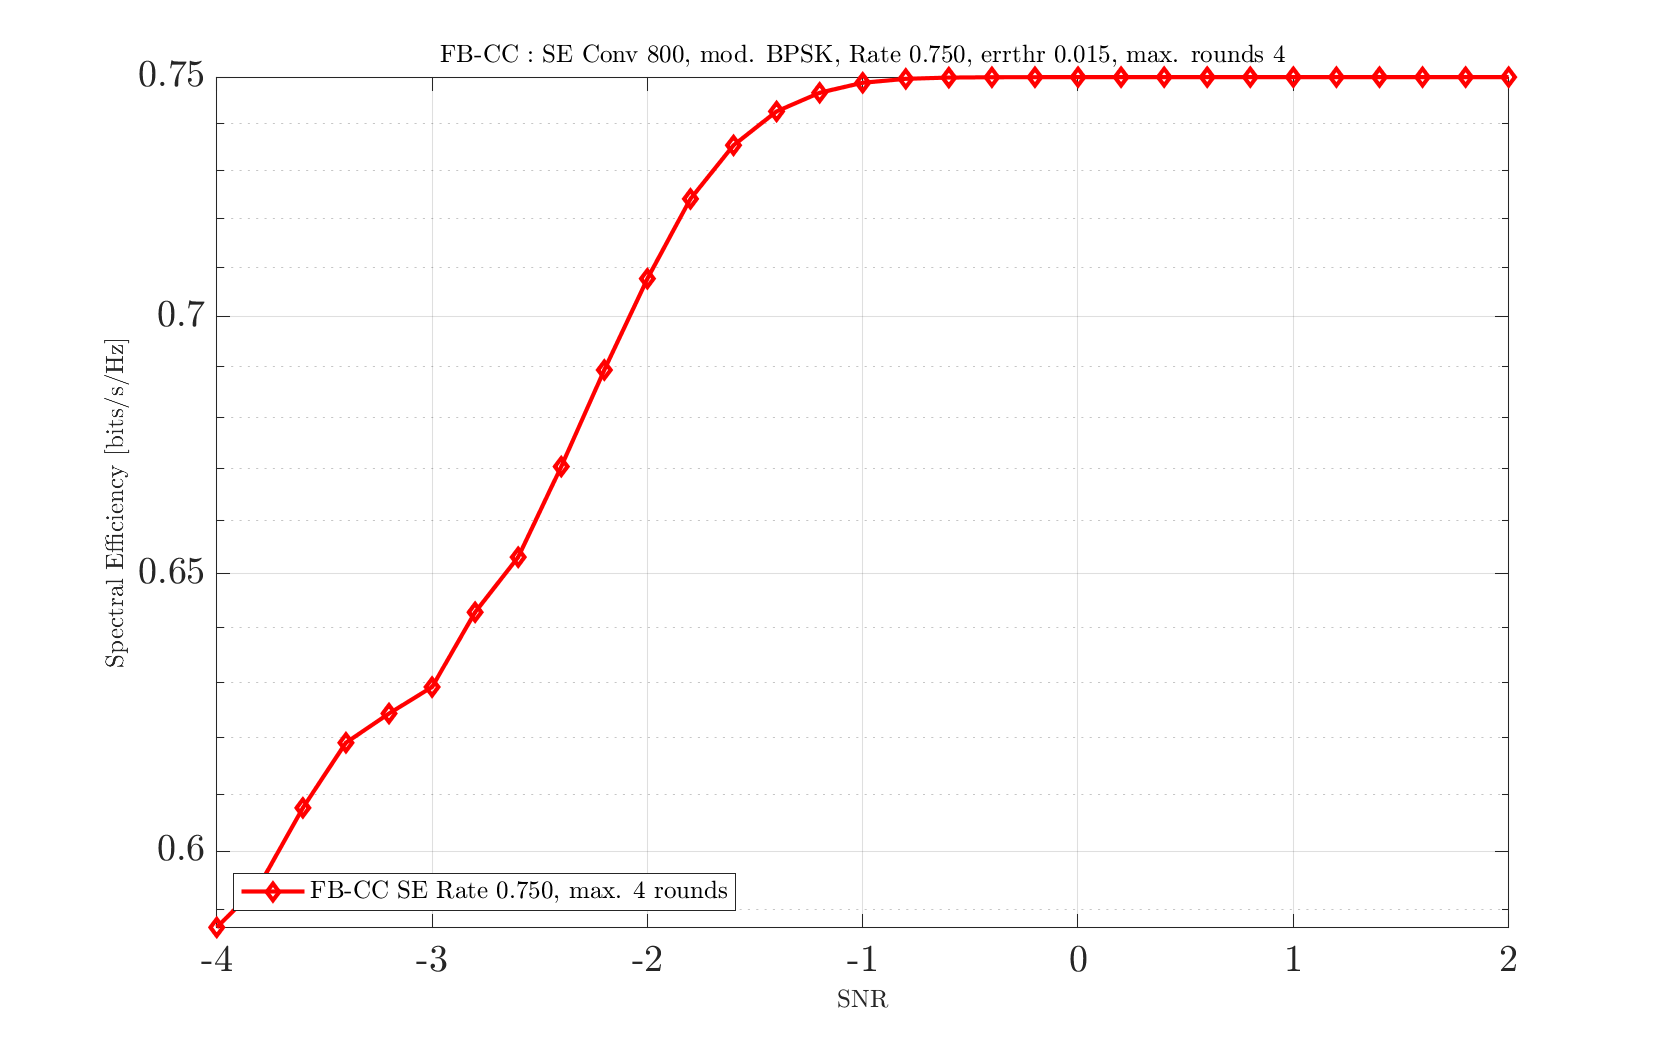 FB-CC : SE Conv 800, mod. BPSK, Rate 0.750, errthr 0.015, max. rounds 4
0.75
0.7
0.65
0.6
Spectral Efficiency [bits/s/Hz]
FB-CC SE Rate 0.750, max. 4 rounds
-4 -3 -2 -1 0 1 2
SNR